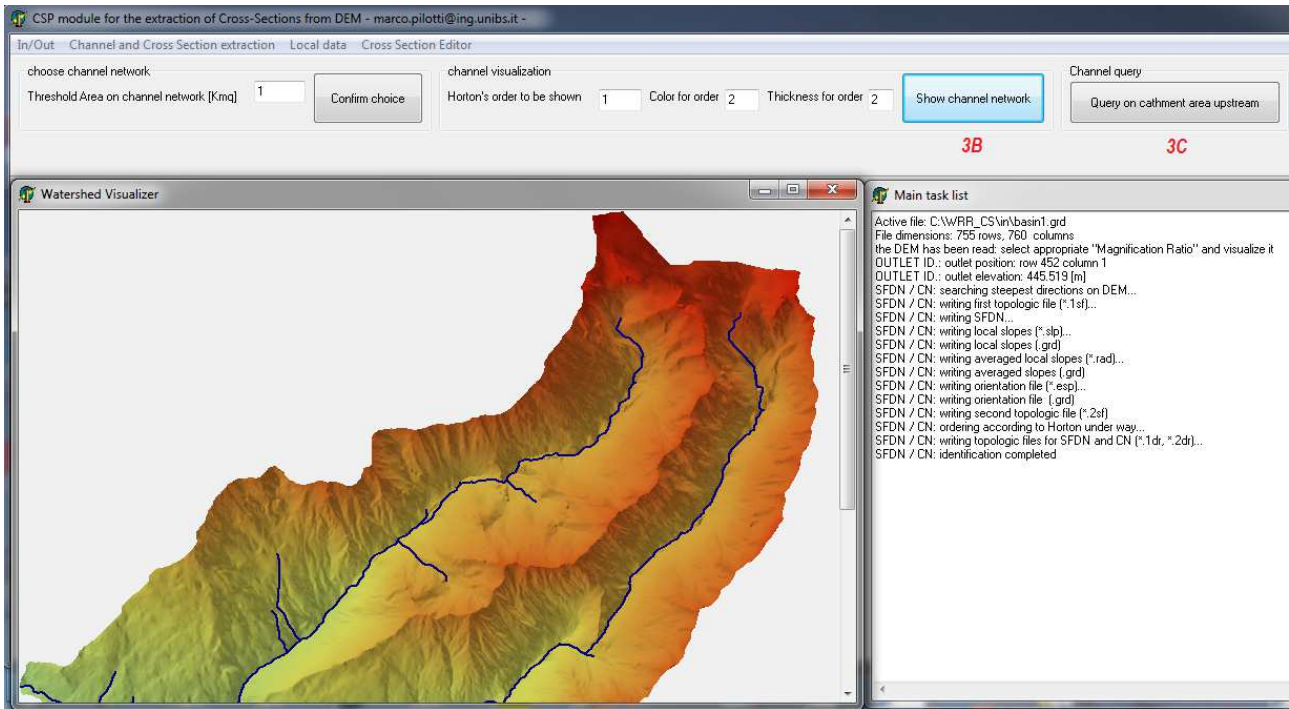 CSP module for the extraction of Cross-Sections from DEM - marco.pilotti@ing.unibs.it -
In/Out Channel and Cross Section extraction Local data Cross Section Editor
choose channel network
Threshold Area on channel network [Kmq] 1 Confirm choice
channel visualization
Horton's order to be shown 1 Color for order 2 Thickness for order 2 Show channel network
Channel query
Query on cathment area upstream
3B
3C
Watershed Visualizer
Main task list
Active file: C:\WRR_CS\in\basin1.grd
File dimensions: 755 rows, 760 columns
the DEM has been read: select appropriate "Magnification Ratio" and visualize it
OUTLET ID.: outlet position: row 452 column 1
OUTLET ID.: outlet elevation: 445.519 [m]
SFDN / CN: searching steepest directions on DEM...
SFDN / CN: writing first topologic file (*.1sf)...
SFDN / CN: writing SFDN...
SFDN / CN: writing local slopes (*.slp)...
SFDN / CN: writing local slopes (.grd)
SFDN / CN: writing averaged local slopes (*.rad)...
SFDN / CN: writing averaged slopes (.grd)
SFDN / CN: writing orientation file (*.esp)...
SFDN / CN: writing orientation file (.grd)
SFDN / CN: writing second topologic file (*.2sf)
SFDN / CN: ordering according to Horton under way...
SFDN / CN: writing topologic files for SFDN and CN (*.1dr, *.2dr)...
SFDN / CN: identification completed